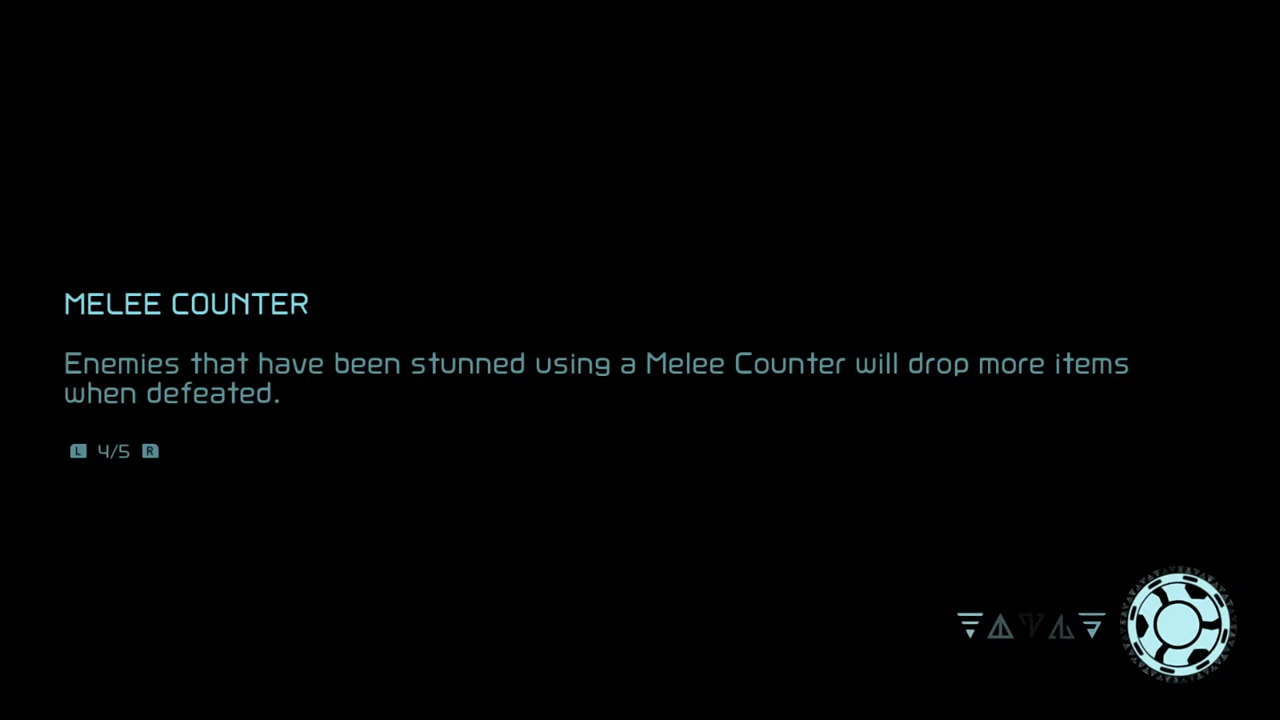 MELEE COUNTER
Enemies that have been stunned using a Melee Counter will drop more items
when defeated.
L 4/5 R